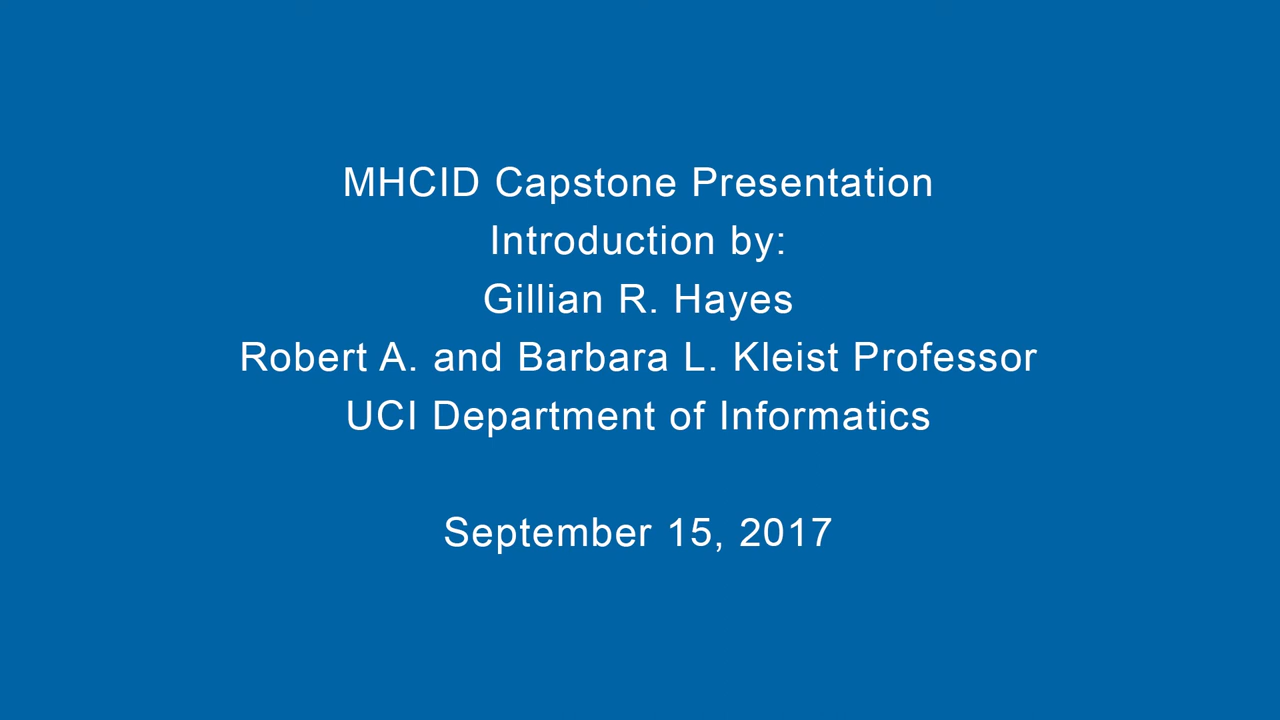 MHCID Capstone Presentation
Introduction by:
Gillian R. Hayes
Robert A. and Barbara L. Kleist Professor
UCI Department of Informatics
September 15, 2017